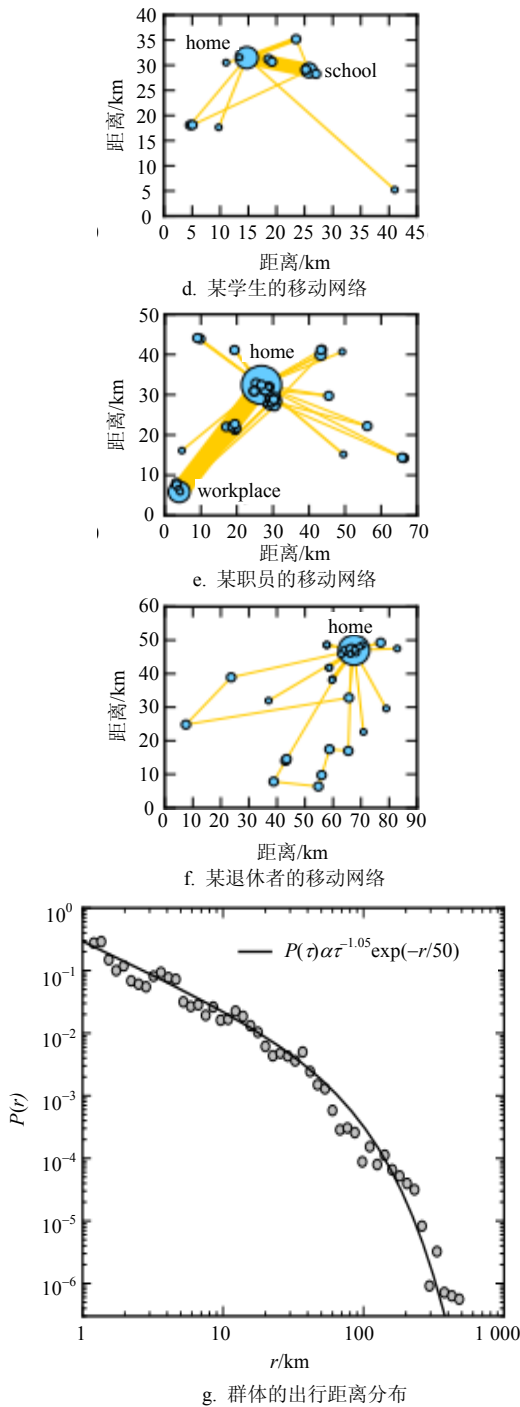 40
35
30
25
20
15
10
5
0
距离/km
home
school
0 5 10 15 20 25 30 35 40 45
距离/km
d. 某学生的移动网络
50
40
30
20
10
0
距离/km
home
workplace
0 10 20 30 40 50 60 70
距离/km
e. 某职员的移动网络
60
50
40
30
20
10
0
距离/km
home
0 10 20 30 40 50 60 70 80 90
距离/km
f. 某退休者的移动网络
10⁰
10⁻¹
10⁻²
10⁻³
10⁻⁴
10⁻⁵
10⁻⁶
P(r)
P(τ)ατ⁻¹·⁰⁵exp(−r/50)
1 10 100 1 000
r/km
g. 群体的出行距离分布